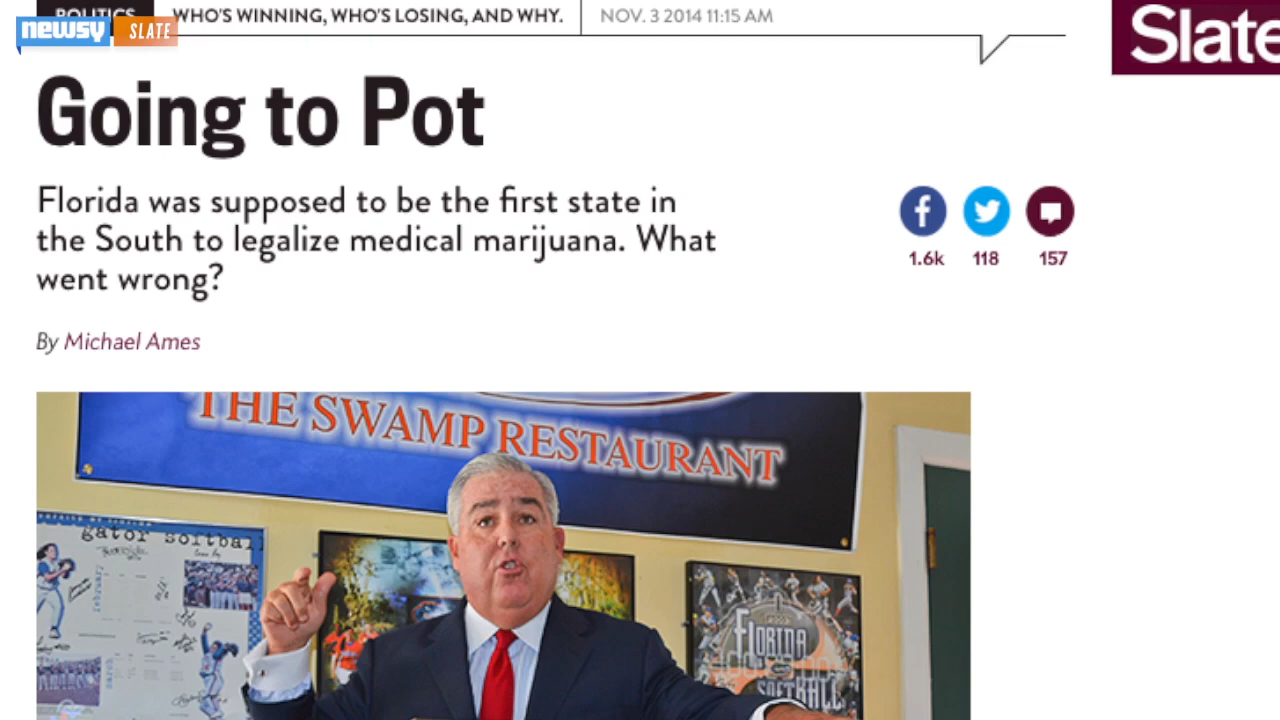 POLITICS
WHO'S WINNING, WHO'S LOSING, AND WHY.
NOV. 3 2014 11:15 AM
newsy
SLATE
Slate
Going to Pot
Florida was supposed to be the first state in
the South to legalize medical marijuana. What
went wrong?
1.6k
118
157
By Michael Ames
THE SWAMP RESTAURANT
gator softball
FLORIDA
SOFTBALL